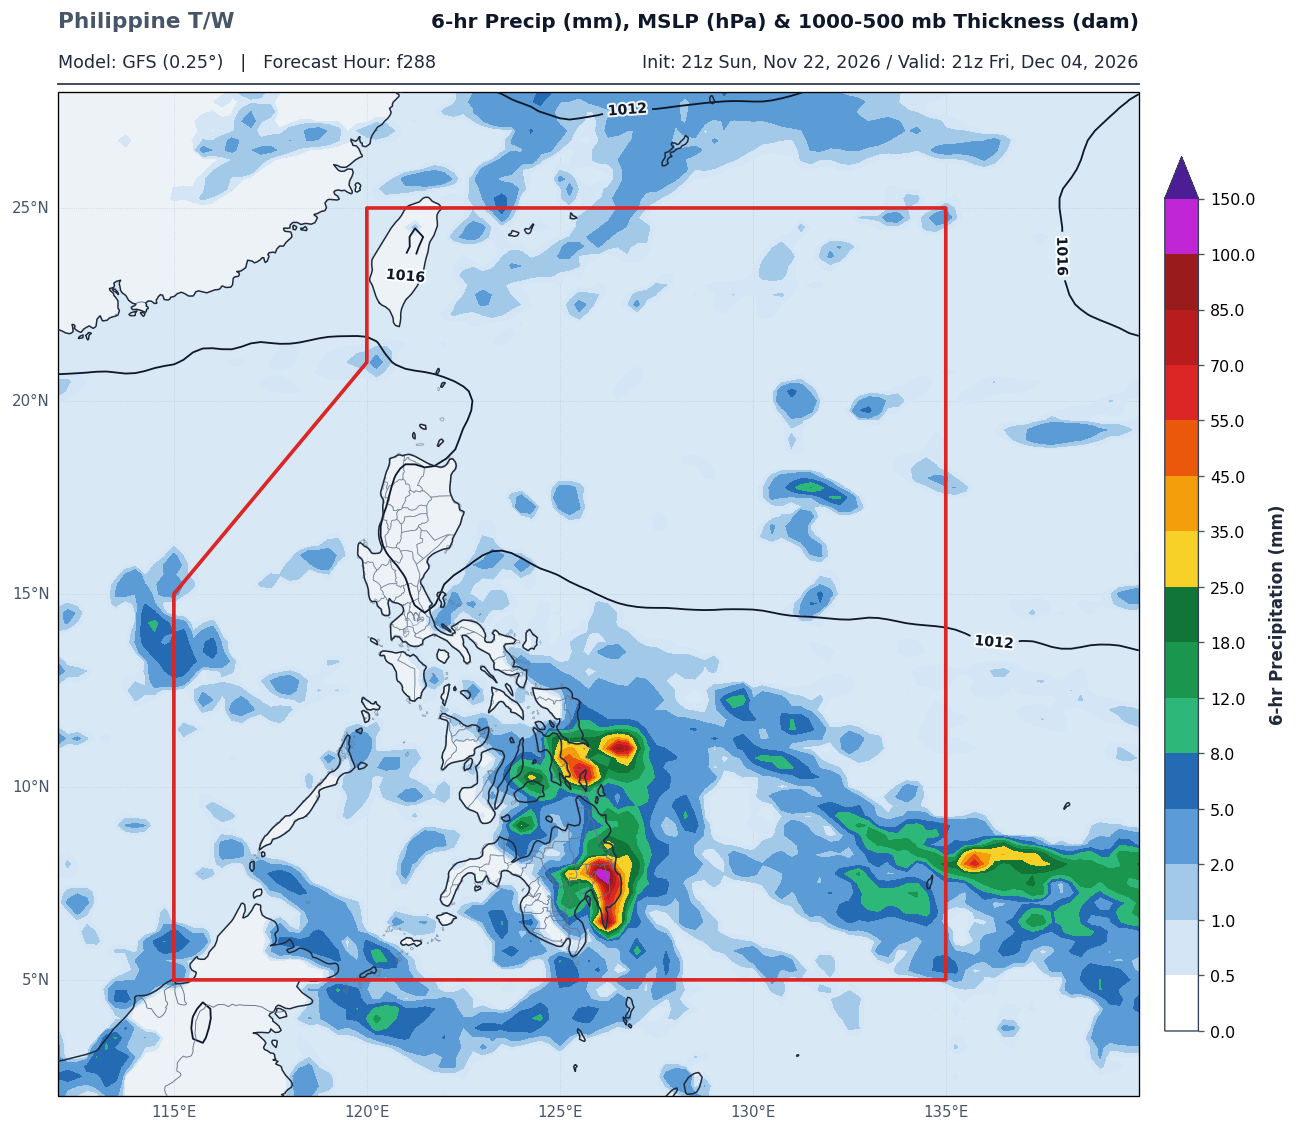 Philippine T/W
6-hr Precip (mm), MSLP (hPa) & 1000-500 mb Thickness (dam)
Model: GFS (0.25°)   |   Forecast Hour: f288
Init: 21z Sun, Nov 22, 2026 / Valid: 21z Fri, Dec 04, 2026
1012
1016
1016
1012
25°N
20°N
15°N
10°N
5°N
115°E
120°E
125°E
130°E
135°E
150.0
100.0
85.0
70.0
55.0
45.0
35.0
25.0
18.0
12.0
8.0
5.0
2.0
1.0
0.5
0.0
6-hr Precipitation (mm)